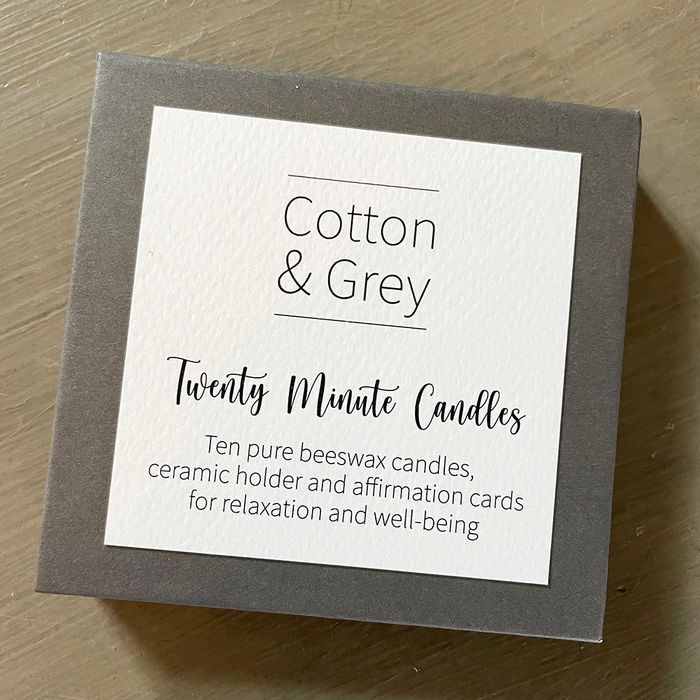 Cotton
& Grey
Twenty Minute Candles
Ten pure beeswax candles,
ceramic holder and affirmation cards
for relaxation and well-being